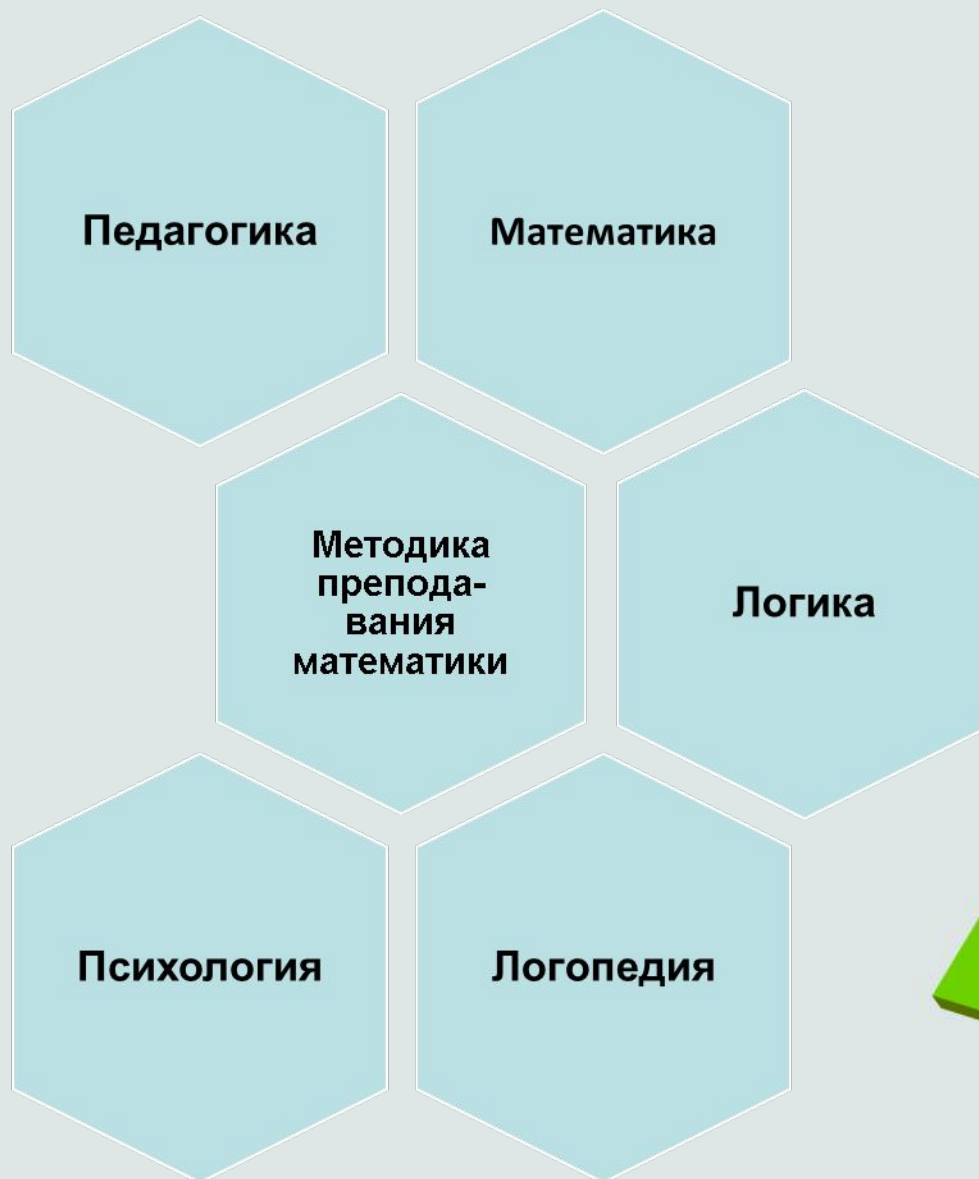 Педагогика
Математика
Методика
препода-
вания
математики
Логика
Психология
Логопедия